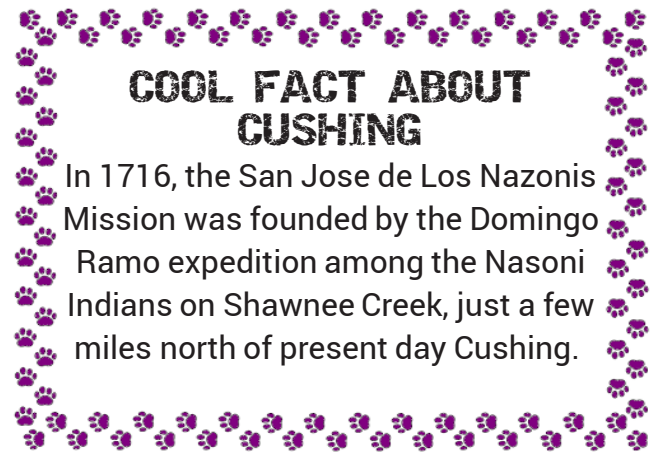 COOL FACT ABOUT
CUSHING
In 1716, the San Jose de Los Nazonis
Mission was founded by the Domingo
Ramo expedition among the Nasoni
Indians on Shawnee Creek, just a few
miles north of present day Cushing.